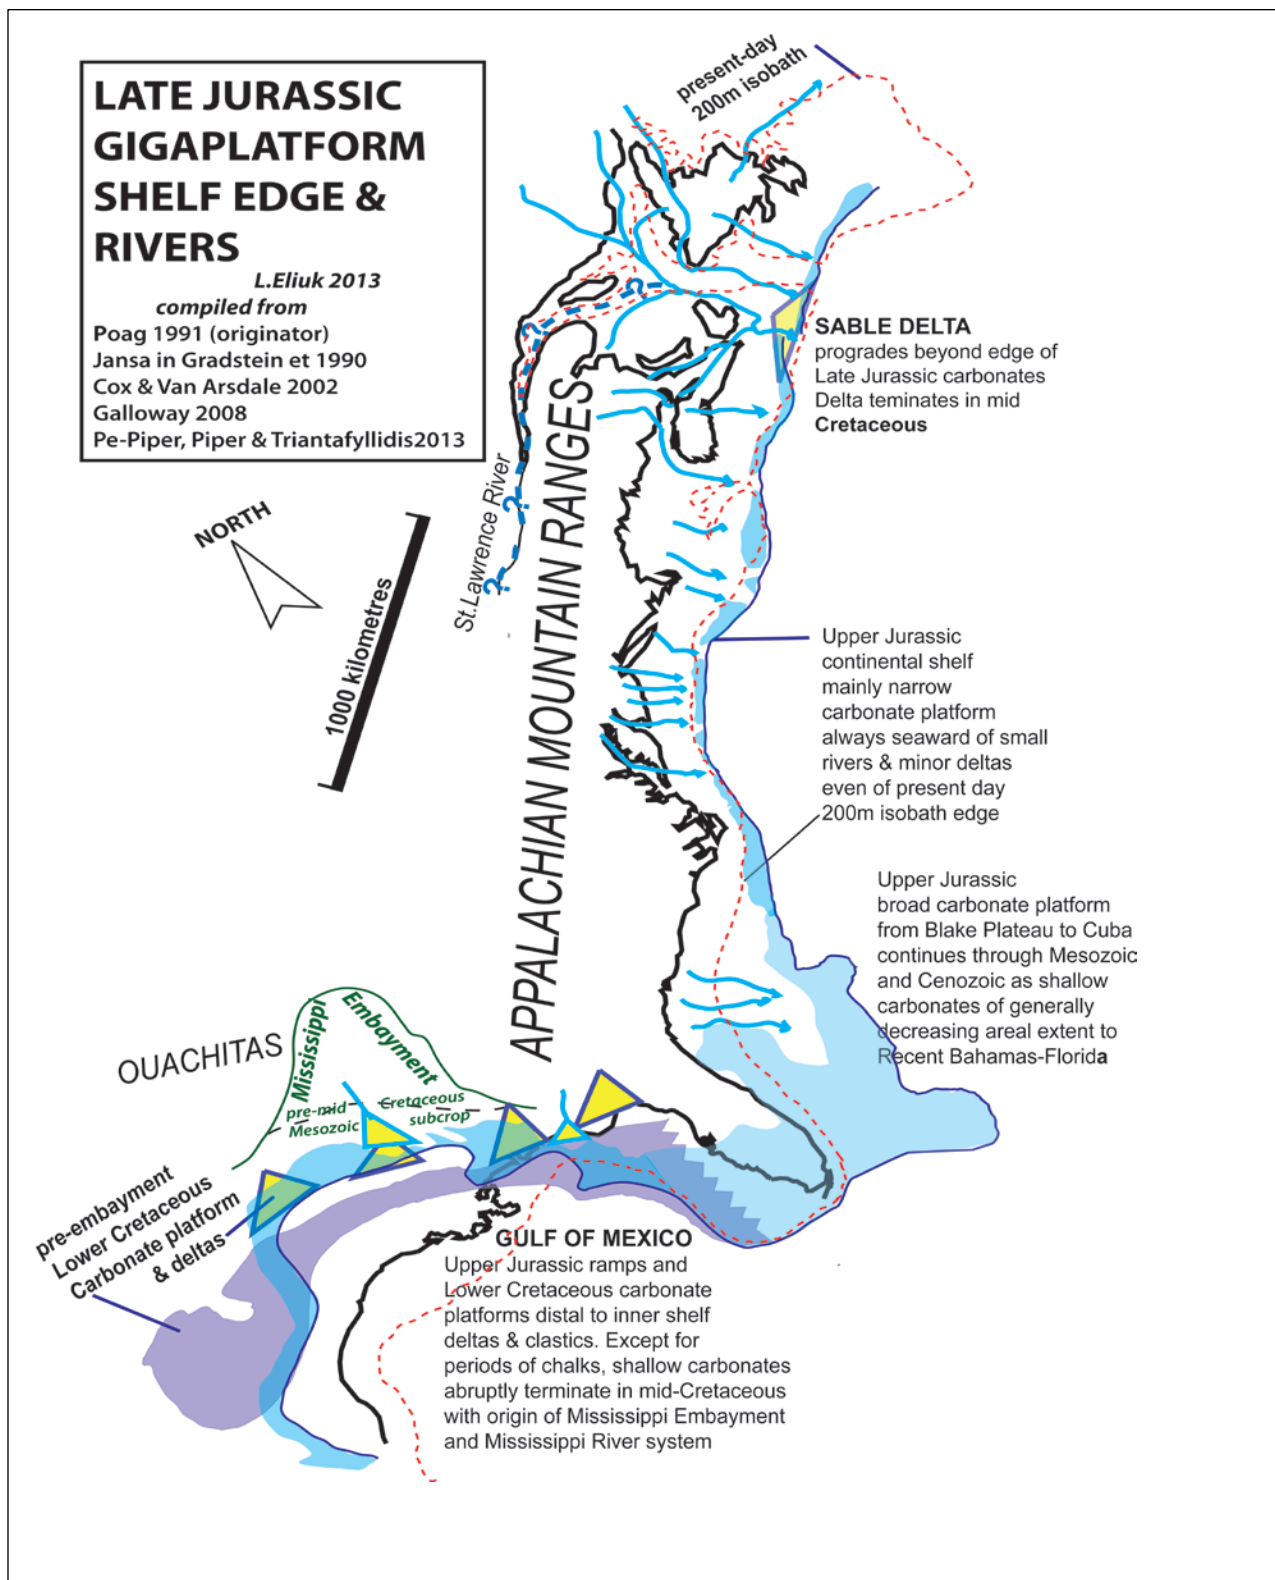 LATE JURASSIC
GIGAPLATFORM
SHELF EDGE &
RIVERS
L.Eliuk 2013
compiled from
Poag 1991 (originator)
Jansa in Gradstein et 1990
Cox & Van Arsdale 2002
Galloway 2008
Pe-Piper, Piper & Triantafyllidis2013
present-day
200m isobath
SABLE DELTA
progrades beyond edge of
Late Jurassic carbonates
Delta teminates in mid
Cretaceous
NORTH
1000 kilometres
St.Lawrence River
?
?
?
?
APPALACHIAN MOUNTAIN RANGES
Upper Jurassic
continental shelf
mainly narrow
carbonate platform
always seaward of small
rivers & minor deltas
even of present day
200m isobath edge
Upper Jurassic
broad carbonate platform
from Blake Plateau to Cuba
continues through Mesozoic
and Cenozoic as shallow
carbonates of generally
decreasing areal extent to
Recent Bahamas-Florida
OUACHITAS
Mississippi
Embayment
pre-mid Cretaceous
Mesozoic subcrop
pre-embayment
Lower Cretaceous
Carbonate platform
& deltas
GULF OF MEXICO
Upper Jurassic ramps and
Lower Cretaceous carbonate
platforms distal to inner shelf
deltas & clastics. Except for
periods of chalks, shallow carbonates
abruptly terminate in mid-Cretaceous
with origin of Mississippi Embayment
and Mississippi River system